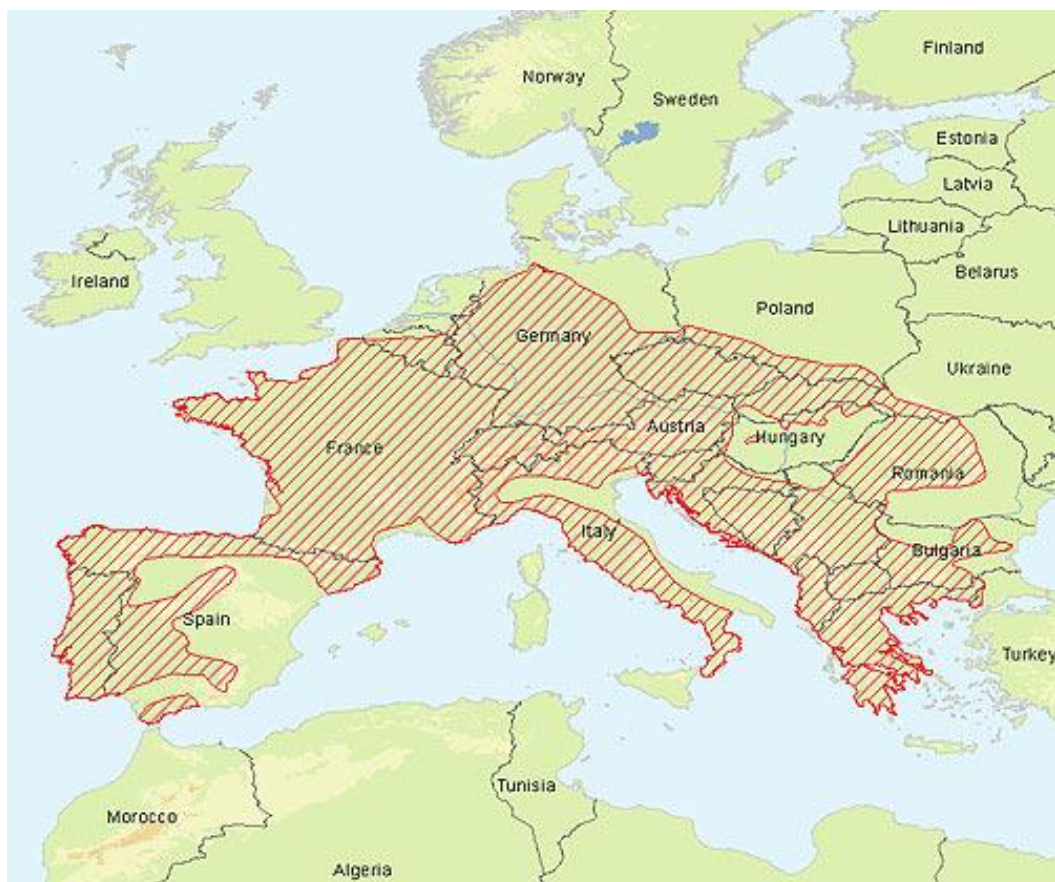 Finland
Norway
Sweden
Estonia
Latvia
Lithuania
Ireland
Belarus
Poland
Germany
Ukraine
Austria
Hungary
France
Romania
Italy
Bulgaria
Spain
Turkey
Tunisia
Morocco
Algeria